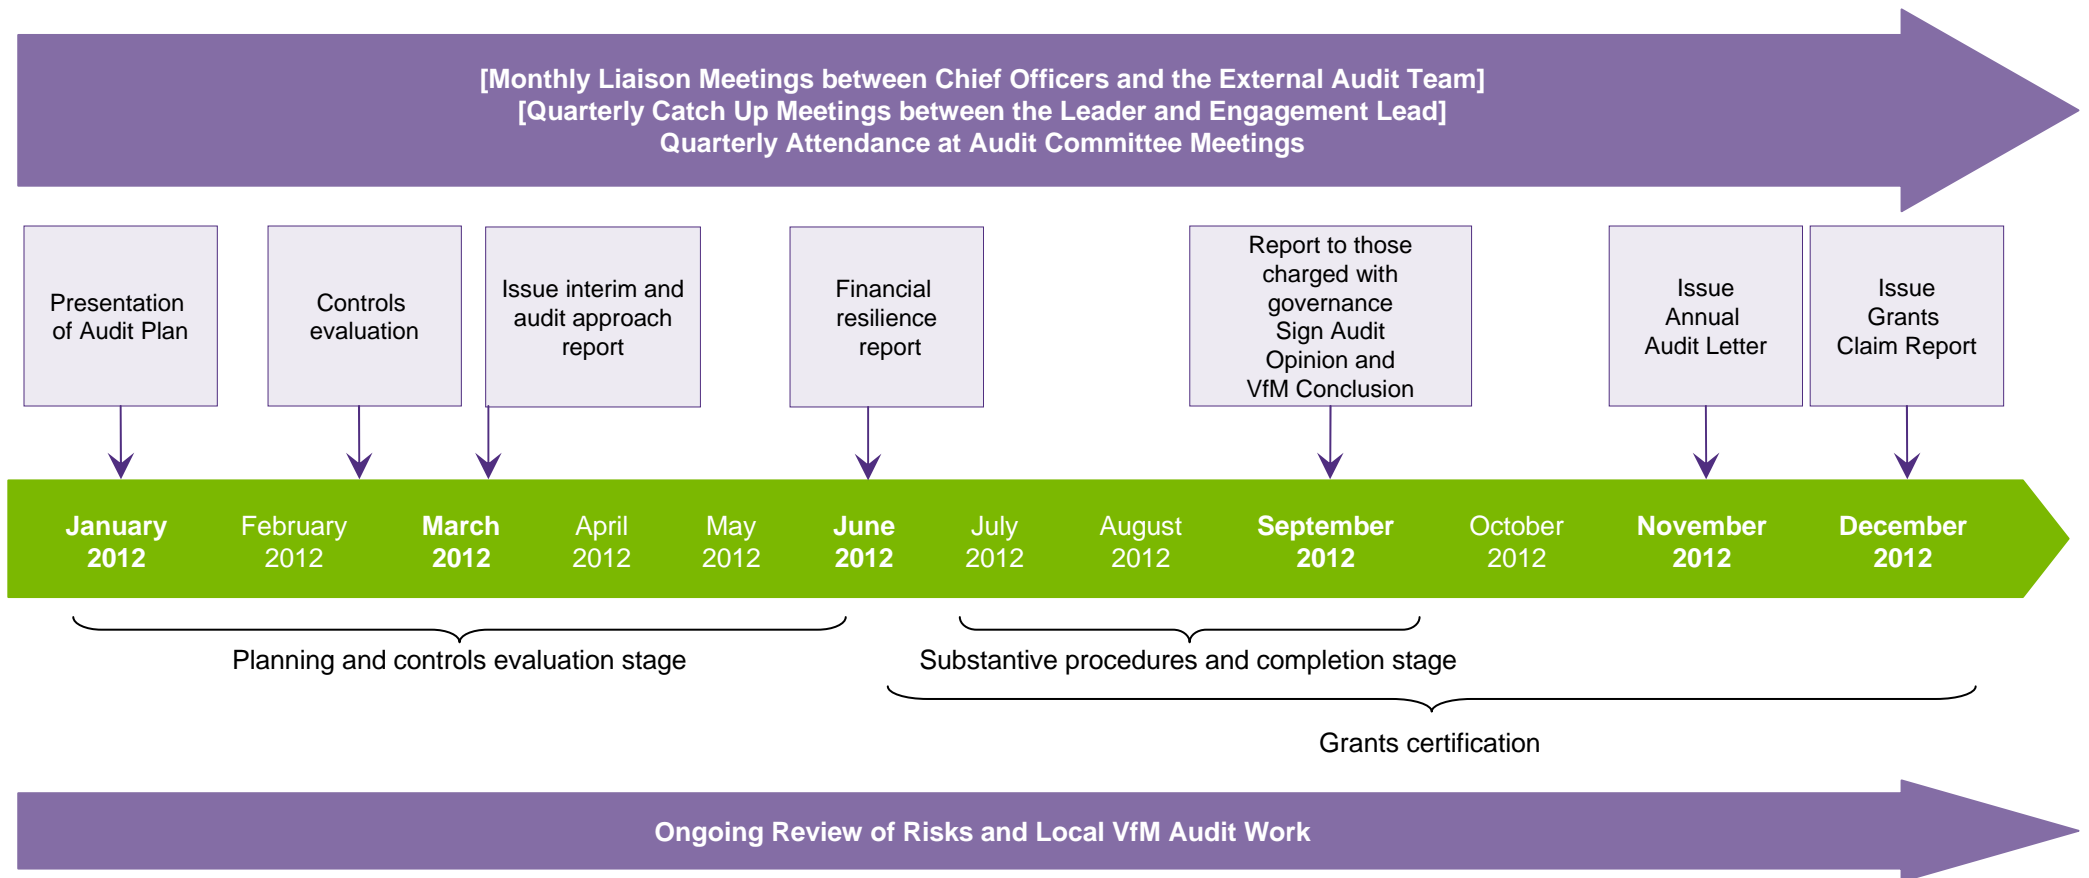 [Monthly Liaison Meetings between Chief Officers and the External Audit Team]
[Quarterly Catch Up Meetings between the Leader and Engagement Lead]
Quarterly Attendance at Audit Committee Meetings
Presentation
of Audit Plan
Controls
evaluation
Issue interim and
audit approach
report
Financial
resilience
report
Report to those
charged with
governance
Sign Audit
Opinion and
VfM Conclusion
Issue
Annual
Audit Letter
Issue
Grants
Claim Report
January
2012
February
2012
March
2012
April
2012
May
2012
June
2012
July
2012
August
2012
September
2012
October
2012
November
2012
December
2012
Planning and controls evaluation stage
Substantive procedures and completion stage
Grants certification
Ongoing Review of Risks and Local VfM Audit Work